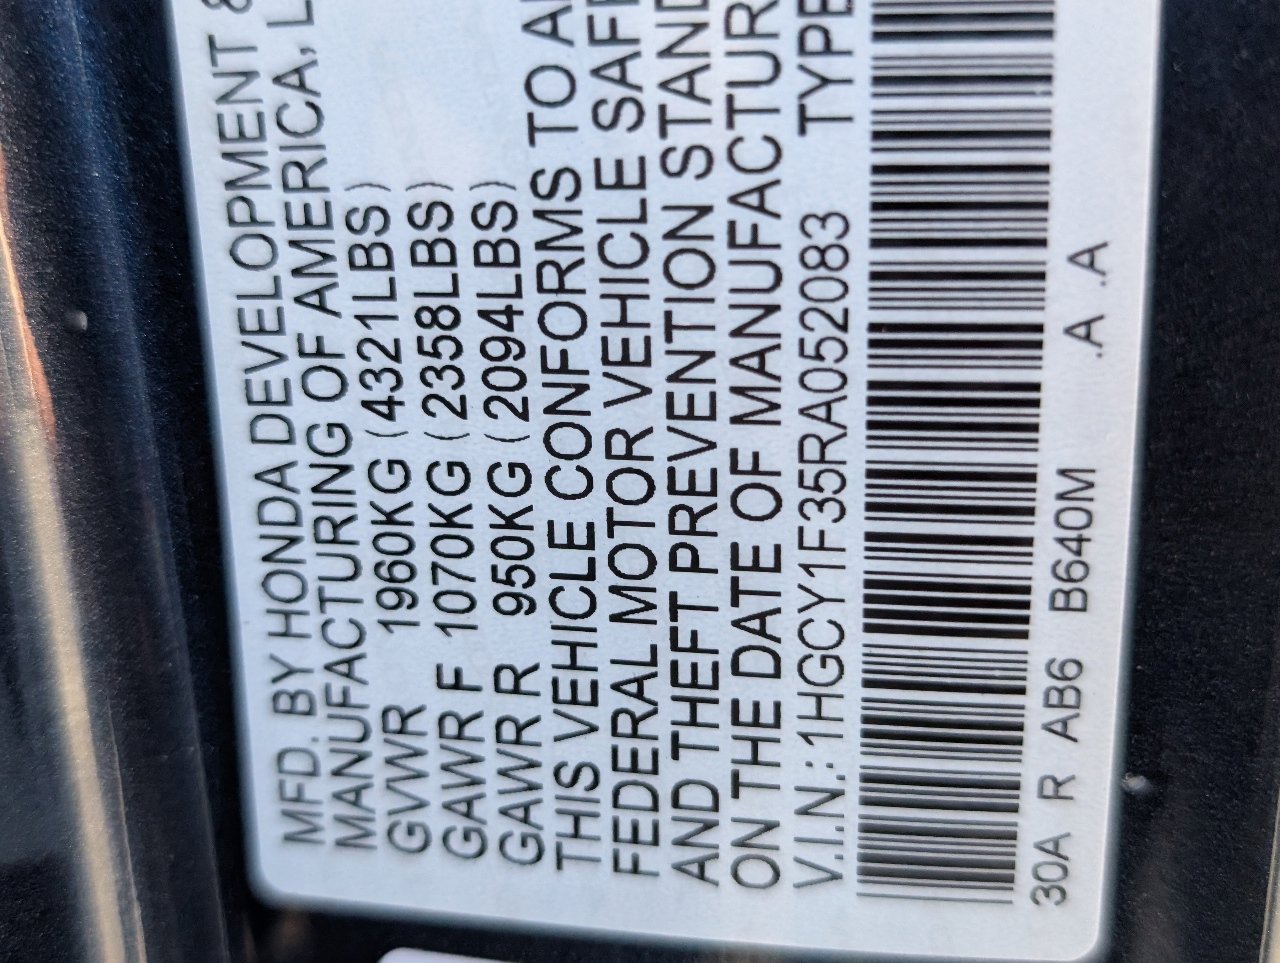 MFD. BY HONDA DEVELOPMENT &
MANUFACTURING OF AMERICA, L
GVWR 1960KG (4321LBS)
GAWR F 1070KG (2358LBS)
GAWR R 950KG (2094LBS)
THIS VEHICLE CONFORMS TO A
FEDERAL MOTOR VEHICLE SAFE
AND THEFT PREVENTION STAND
ON THE DATE OF MANUFACTUR
V.I.N.: 1HGCY1F35RA052083 TYPE
30A R AB6 B640M .A .A